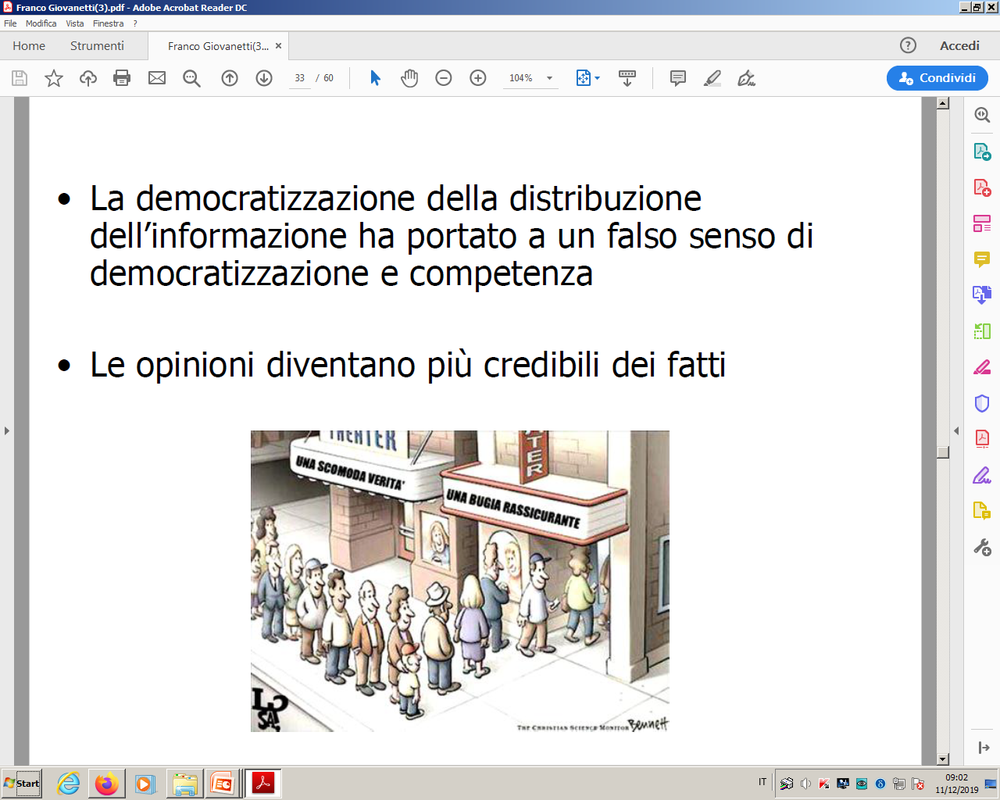 Franco Giovanetti(3).pdf - Adobe Acrobat Reader DC
File Modifica Vista Finestra ?
Home Strumenti Franco Giovanetti(3... × ? Accedi
33 / 60 104% Condividi
• La democratizzazione della distribuzione
dell'informazione ha portato a un falso senso di
democratizzazione e competenza
• Le opinioni diventano più credibili dei fatti
THEATER
UNA SCOMODA VERITA'
ATER
UNA BUGIA RASSICURANTE
THE CHRISTIAN SCIENCE MONITOR Bennett
Start IT 09:02
11/12/2019